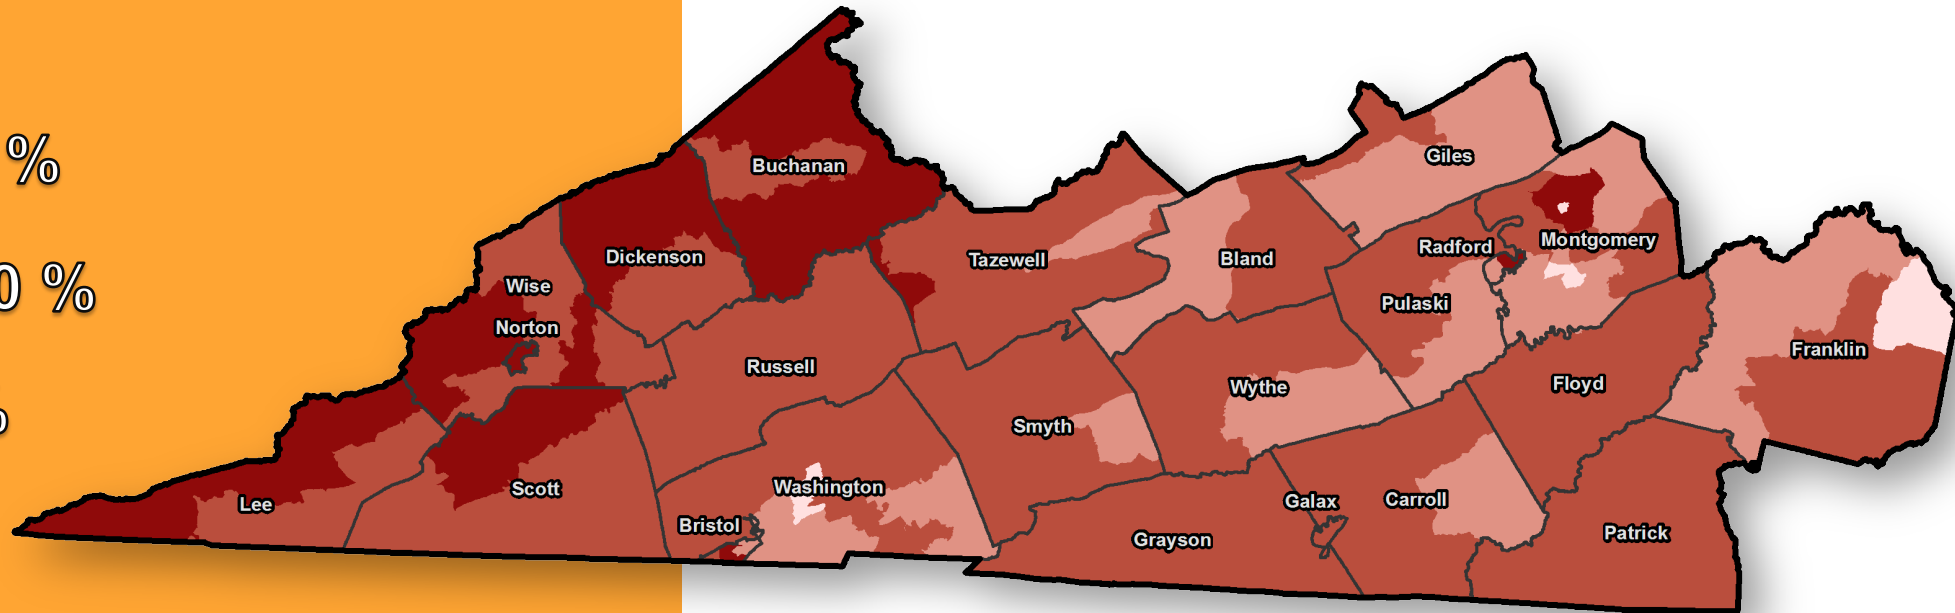 %
0 %
Buchanan
Giles
Montgomery
Radford
Dickenson
Tazewell
Bland
Wise
Pulaski
Norton
Franklin
Russell
Floyd
Wythe
Smyth
Washington
Scott
Lee
Galax
Carroll
Bristol
Patrick
Grayson